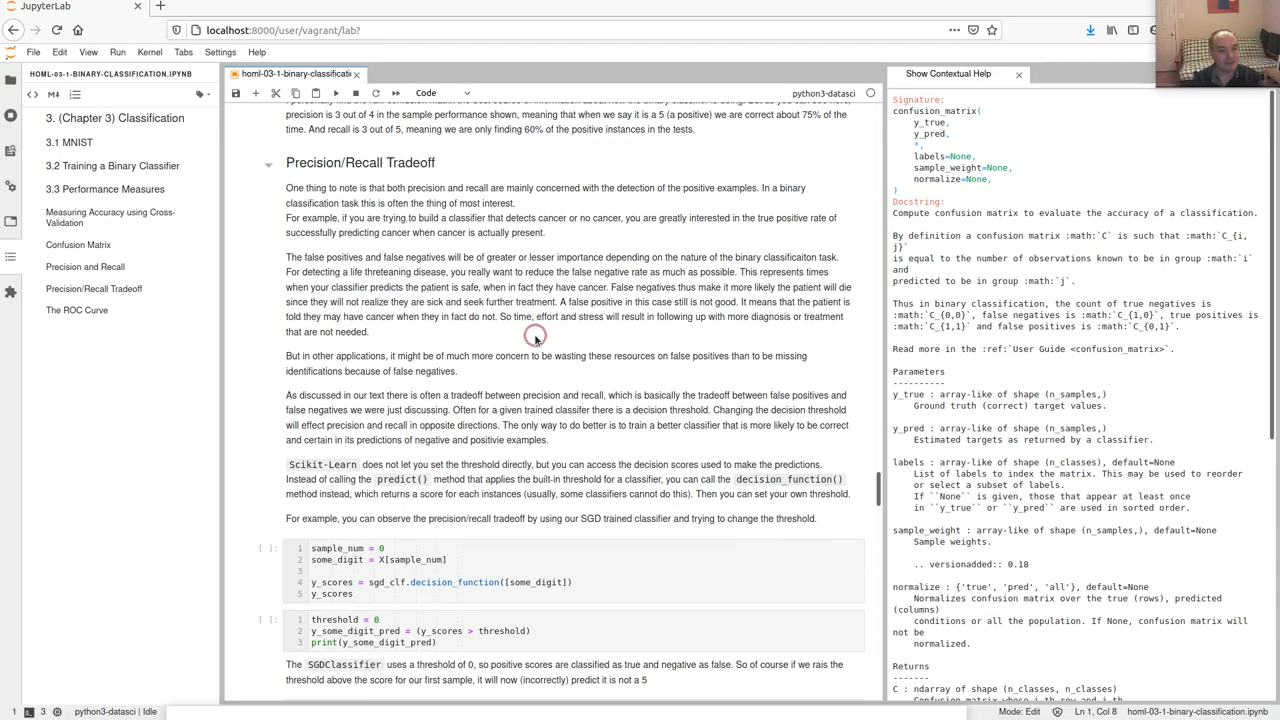 JupyterLab
localhost:8000/user/vagrant/lab?
File Edit View Run Kernel Tabs Settings Help
HOML-03-1-BINARY-CLASSIFICATION.IPYNB
3. (Chapter 3) Classification
3.1 MNIST
3.2 Training a Binary Classifier
3.3 Performance Measures
Measuring Accuracy using Cross-
Validation
Confusion Matrix
Precision and Recall
Precision/Recall Tradeoff
The ROC Curve
homl-03-1-binary-classificatio
Code
python3-datasci
precision is 3 out of 4 in the sample performance shown, meaning that when we say it is a 5 (a positive) we are correct about 75% of the
time. And recall is 3 out of 5, meaning we are only finding 60% of the positive instances in the tests.
Precision/Recall Tradeoff
One thing to note is that both precision and recall are mainly concerned with the detection of the positive examples. In a binary
classification task this is often the thing of most interest.
For example, if you are trying to build a classifier that detects cancer or no cancer, you are greatly interested in the true positive rate of
successfully predicting cancer when cancer is actually present.
The false positives and false negatives will be of greater or lesser importance depending on the nature of the binary classificaiton task.
For detecting a life threteaning disease, you really want to reduce the false negative rate as much as possible. This represents times
when your classifier predicts the patient is safe, when in fact they have cancer. False negatives thus make it more likely the patient will die
since they will not realize they are sick and seek further treatment. A false positive in this case still is not good. It means that the patient is
told they may have cancer when they in fact do not. So time, effort and stress will result in following up with more diagnosis or treatment
that are not needed.
But in other applications, it might be of much more concern to be wasting these resources on false positives than to be missing
identifications because of false negatives.
As discussed in our text there is often a tradeoff between precision and recall, which is basically the tradeoff between false positives and
false negatives we were just discussing. Often for a given trained classifer there is a decision threshold. Changing the decision threshold
will effect precision and recall in opposite directions. The only way to do better is to train a better classifier that is more likely to be correct
and certain in its predictions of negative and positivie examples.
Scikit-Learn does not let you set the threshold directly, but you can access the decision scores used to make the predictions.
Instead of calling the predict() method that applies the built-in threshold for a classifier, you can call the decision_function()
method instead, which returns a score for each instances (usually, some classifiers cannot do this). Then you can set your own threshold.
For example, you can observe the precision/recall tradeoff by using our SGD trained classifier and trying to change the threshold.
[ ]: 1 sample_num = 0
2 some_digit = X[sample_num]
3
4 y_scores = sgd_clf.decision_function([some_digit])
5 y_scores
[ ]: 1 threshold = 0
2 y_some_digit_pred = (y_scores > threshold)
3 print(y_some_digit_pred)
The SGDClassifier uses a threshold of 0, so positive scores are classified as true and negative as false. So of course if we rais the
threshold above the score for our first sample, it will now (incorrectly) predict it is not a 5
Show Contextual Help
Signature:
confusion_matrix(
y_true,
y_pred,
*,
labels=None,
sample_weight=None,
normalize=None,
)
Docstring:
Compute confusion matrix to evaluate the accuracy of a classification.
By definition a confusion matrix :math:`C` is such that :math:`C_{i,
j}`
is equal to the number of observations known to be in group :math:`i`
and
predicted to be in group :math:`j`.
Thus in binary classification, the count of true negatives is
:math:`C_{0,0}`, false negatives is :math:`C_{1,0}`, true positives is
:math:`C_{1,1}` and false positives is :math:`C_{0,1}`.
Read more in the :ref:`User Guide <confusion_matrix>`.
Parameters
----------
y_true : array-like of shape (n_samples,)
Ground truth (correct) target values.
y_pred : array-like of shape (n_samples,)
Estimated targets as returned by a classifier.
labels : array-like of shape (n_classes), default=None
List of labels to index the matrix. This may be used to reorder
or select a subset of labels.
If ``None`` is given, those that appear at least once
in ``y_true`` or ``y_pred`` are used in sorted order.
sample_weight : array-like of shape (n_samples,), default=None
Sample weights.
.. versionadded:: 0.18
normalize : {'true', 'pred', 'all'}, default=None
Normalizes confusion matrix over the true (rows), predicted
(columns)
conditions or all the population. If None, confusion matrix will
not be
normalized.
Returns
-------
C : ndarray of shape (n_classes, n_classes)
1 3 python3-datasci | Idle
Mode: Edit Ln 1, Col 8 homl-03-1-binary-classification.ipynb